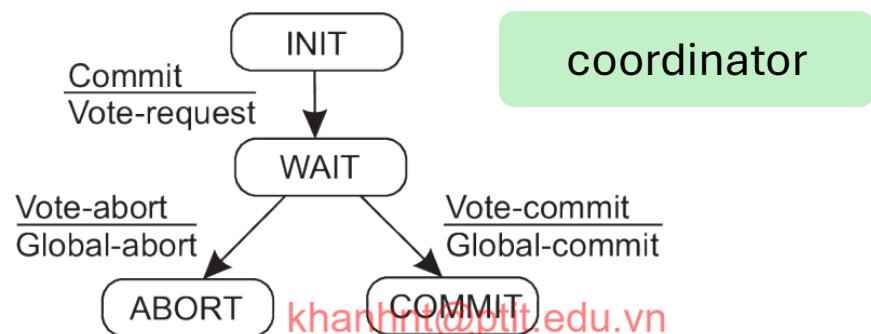 INIT
coordinator
Commit
Vote-request
WAIT
Vote-abort
Global-abort
Vote-commit
Global-commit
ABORT
COMMIT
khanhnt@ptit.edu.vn